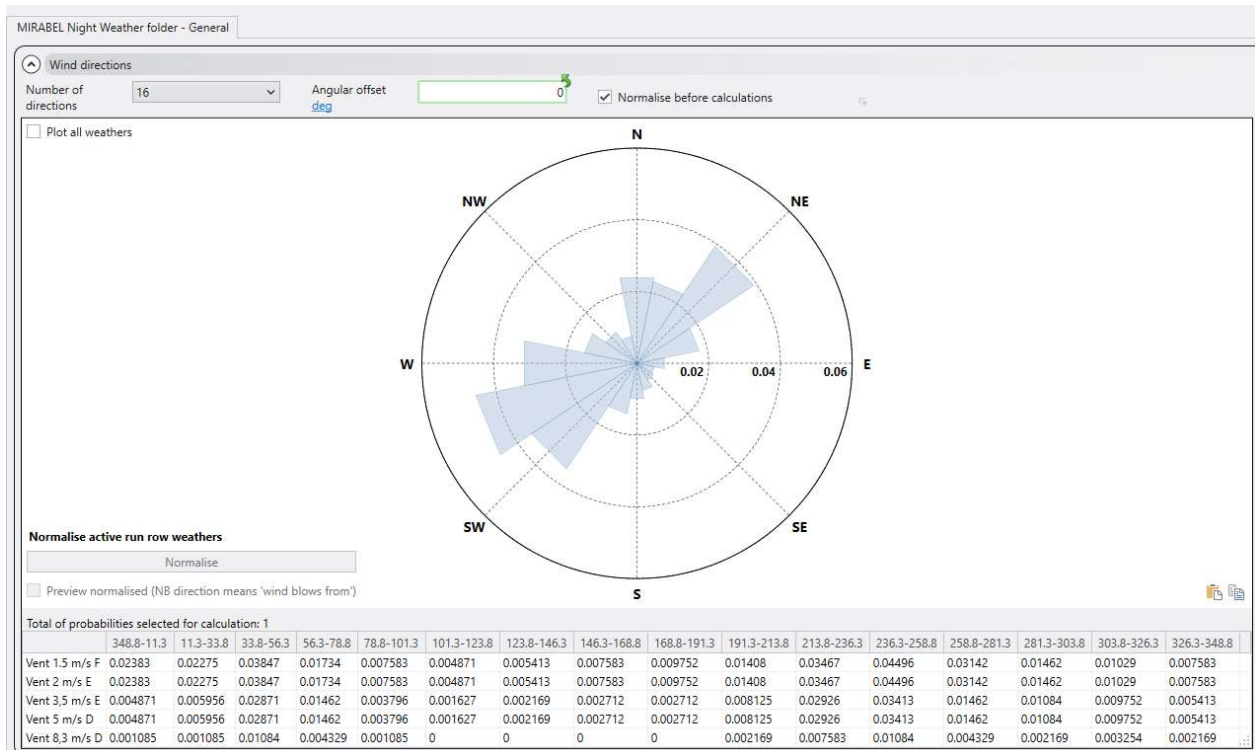 MIRABEL Night Weather folder - General
Wind directions
Number of directions 16 Angular offset deg 0 Normalise before calculations
Plot all weathers
N
NW NE
W 0.02 0.04 0.06 E
SW SE
S
Normalise active run row weathers
Normalise
Preview normalised (NB direction means 'wind blows from')
Total of probabilities selected for calculation: 1
348.8-11.3 11.3-33.8 33.8-56.3 56.3-78.8 78.8-101.3 101.3-123.8 123.8-146.3 146.3-168.8 168.8-191.3 191.3-213.8 213.8-236.3 236.3-258.8 258.8-281.3 281.3-303.8 303.8-326.3 326.3-348.8
Vent 1.5 m/s F 0.02383 0.02275 0.03847 0.01734 0.007583 0.004871 0.005413 0.007583 0.009752 0.01408 0.03467 0.04496 0.03142 0.01462 0.01029 0.007583
Vent 2 m/s E 0.02383 0.02275 0.03847 0.01734 0.007583 0.004871 0.005413 0.007583 0.009752 0.01408 0.03467 0.04496 0.03142 0.01462 0.01029 0.007583
Vent 3,5 m/s E 0.004871 0.005956 0.02871 0.01462 0.003796 0.001627 0.002169 0.002712 0.002712 0.008125 0.02926 0.03413 0.01462 0.01084 0.009752 0.005413
Vent 5 m/s D 0.004871 0.005956 0.02871 0.01462 0.003796 0.001627 0.002169 0.002712 0.002712 0.008125 0.02926 0.03413 0.01462 0.01084 0.009752 0.005413
Vent 8,3 m/s D 0.001085 0.001085 0.01084 0.004329 0.001085 0 0 0 0 0.002169 0.007583 0.01084 0.004329 0.002169 0.003254 0.002169